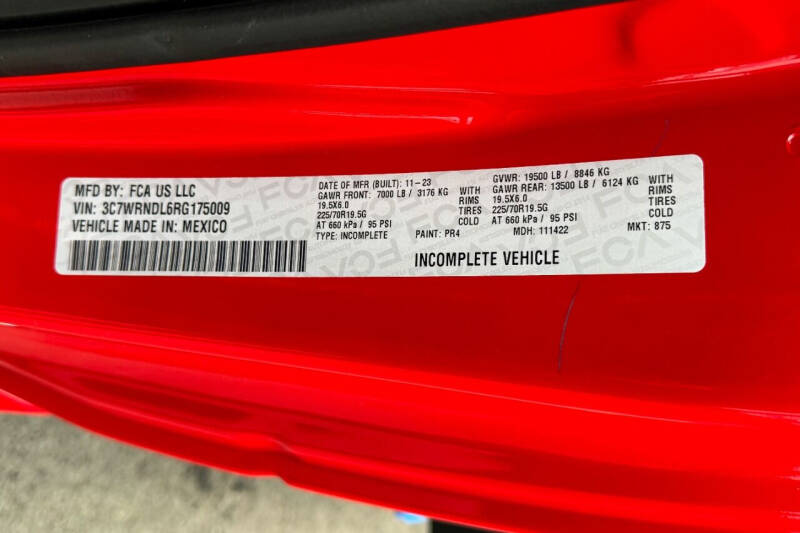 MFD BY: FCA US LLC
VIN: 3C7WRNDL6RG175009
VEHICLE MADE IN: MEXICO
DATE OF MFR (BUILT): 11-23
GAWR FRONT: 7000 LB / 3176 KG WITH
19.5X6.0 RIMS
225/70R19.5G TIRES
AT 660 kPa / 95 PSI COLD
TYPE: INCOMPLETE
GVWR: 19500 LB / 8846 KG
GAWR REAR: 13500 LB / 6124 KG WITH
19.5X6.0 RIMS
225/70R19.5G TIRES
AT 660 kPa / 95 PSI COLD
PAINT: PR4 MDH: 111422 MKT: 875
INCOMPLETE VEHICLE